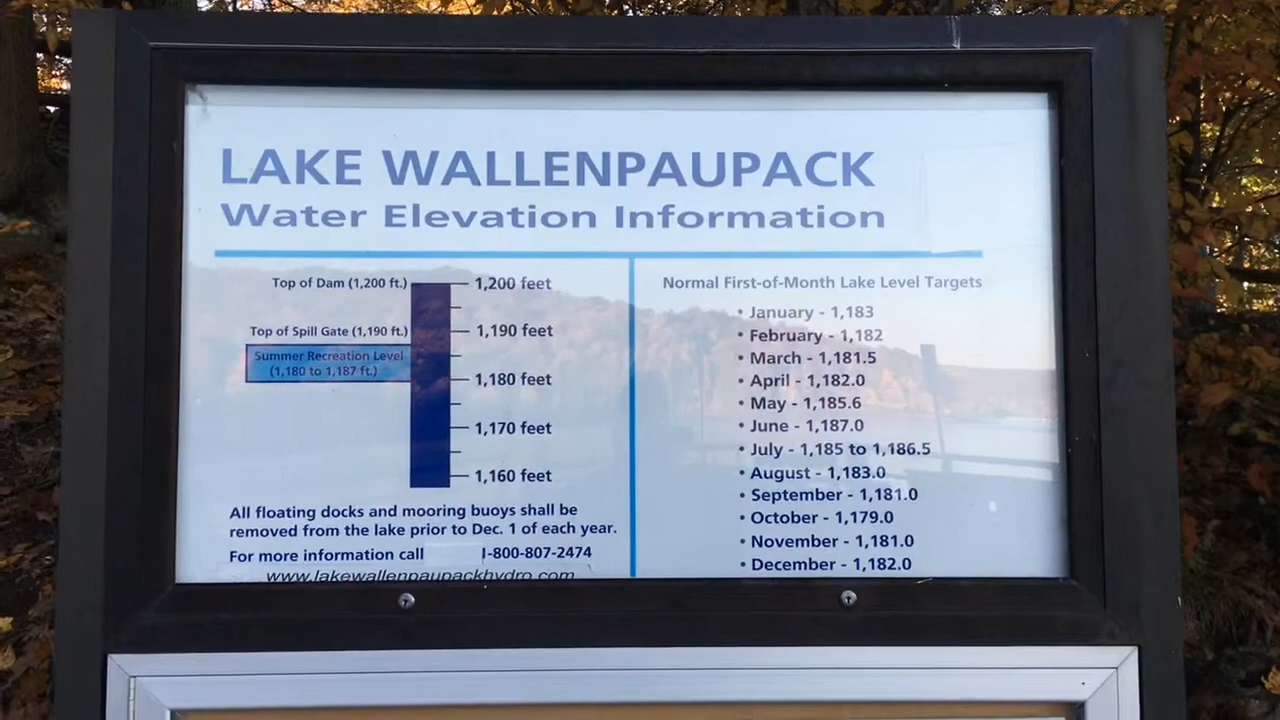 LAKE WALLENPAUPACK
Water Elevation Information
Top of Dam (1,200 ft.)
1,200 feet
Top of Spill Gate (1,190 ft.)
1,190 feet
Summer Recreation Level
(1,180 to 1,187 ft.)
1,180 feet
1,170 feet
1,160 feet
All floating docks and mooring buoys shall be
removed from the lake prior to Dec. 1 of each year.
For more information call 1-800-807-2474
www.lakewallenpaupackhydro.com
Normal First-of-Month Lake Level Targets
• January - 1,183
• February - 1,182
• March - 1,181.5
• April - 1,182.0
• May - 1,185.6
• June - 1,187.0
• July - 1,185 to 1,186.5
• August - 1,183.0
• September - 1,181.0
• October - 1,179.0
• November - 1,181.0
• December - 1,182.0